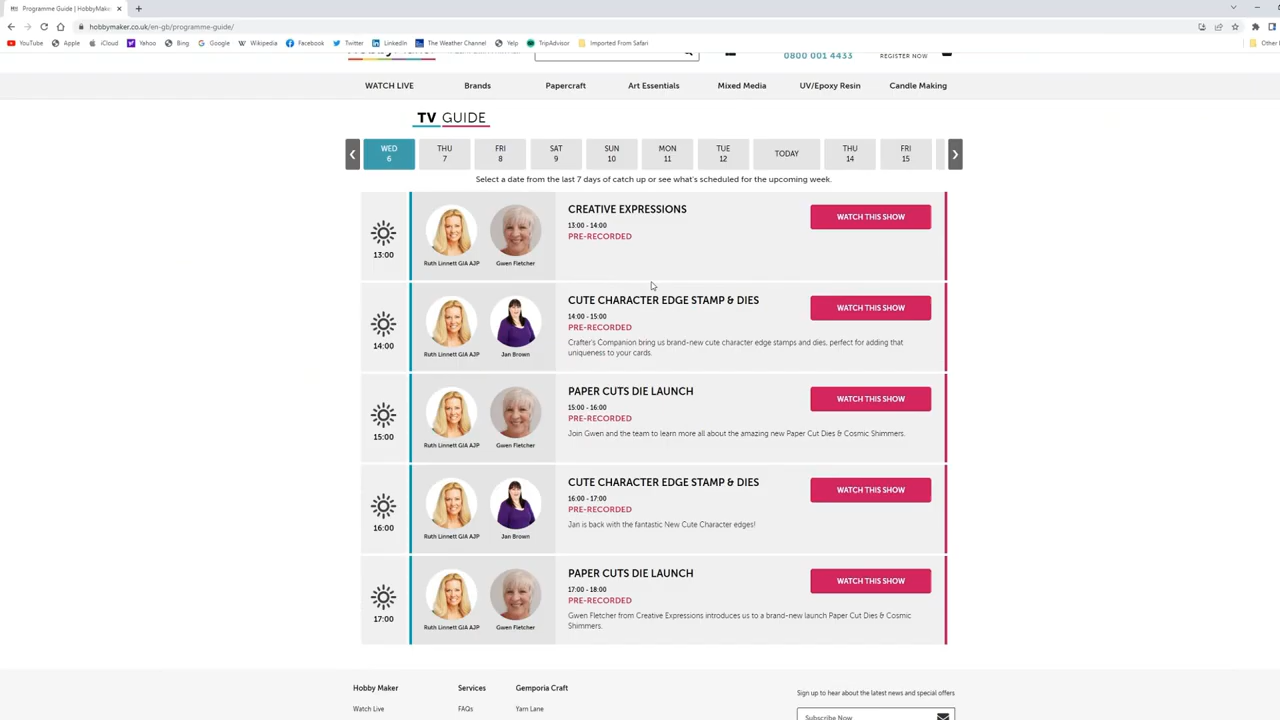 Programme Guide | HobbyMaker
hobbymaker.co.uk/en-gb/programme-guide/
YouTube Apple iCloud Yahoo Bing Google Wikipedia Facebook Twitter LinkedIn The Weather Channel Yelp TripAdvisor Imported From Safari Other
0800 001 4433 REGISTER NOW
WATCH LIVE Brands Papercraft Art Essentials Mixed Media UV/Epoxy Resin Candle Making
TV GUIDE
WED THU FRI SAT SUN MON TUE TODAY THU FRI
6 7 8 9 10 11 12 14 15
Select a date from the last 7 days of catch up or see what's scheduled for the upcoming week.
CREATIVE EXPRESSIONS WATCH THIS SHOW
13:00 - 14:00
PRE-RECORDED
13:00
Ruth Linnett GIA AJP Gwen Fletcher
CUTE CHARACTER EDGE STAMP & DIES WATCH THIS SHOW
14:00 - 15:00
PRE-RECORDED
Crafter's Companion bring us brand-new cute character edge stamps and dies, perfect for adding that
uniqueness to your cards.
14:00
Ruth Linnett GIA AJP Jan Brown
PAPER CUTS DIE LAUNCH WATCH THIS SHOW
15:00 - 16:00
PRE-RECORDED
Join Gwen and the team to learn more all about the amazing new Paper Cut Dies & Cosmic Shimmers.
15:00
Ruth Linnett GIA AJP Gwen Fletcher
CUTE CHARACTER EDGE STAMP & DIES WATCH THIS SHOW
16:00 - 17:00
PRE-RECORDED
Jan is back with the fantastic New Cute Character edges!
16:00
Ruth Linnett GIA AJP Jan Brown
PAPER CUTS DIE LAUNCH WATCH THIS SHOW
17:00 - 18:00
PRE-RECORDED
Gwen Fletcher from Creative Expressions introduces us to a brand-new launch Paper Cut Dies & Cosmic
Shimmers.
17:00
Ruth Linnett GIA AJP Gwen Fletcher
Hobby Maker Services Gemporia Craft Sign up to hear about the latest news and special offers
Watch Live FAQs Yarn Lane Subscribe Now